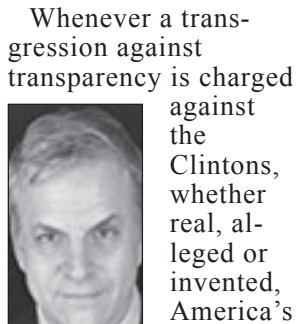 Whenever a trans-
gression against
transparency is charged
against
the
Clintons,
whether
real, al-
leged or
invented,
America's